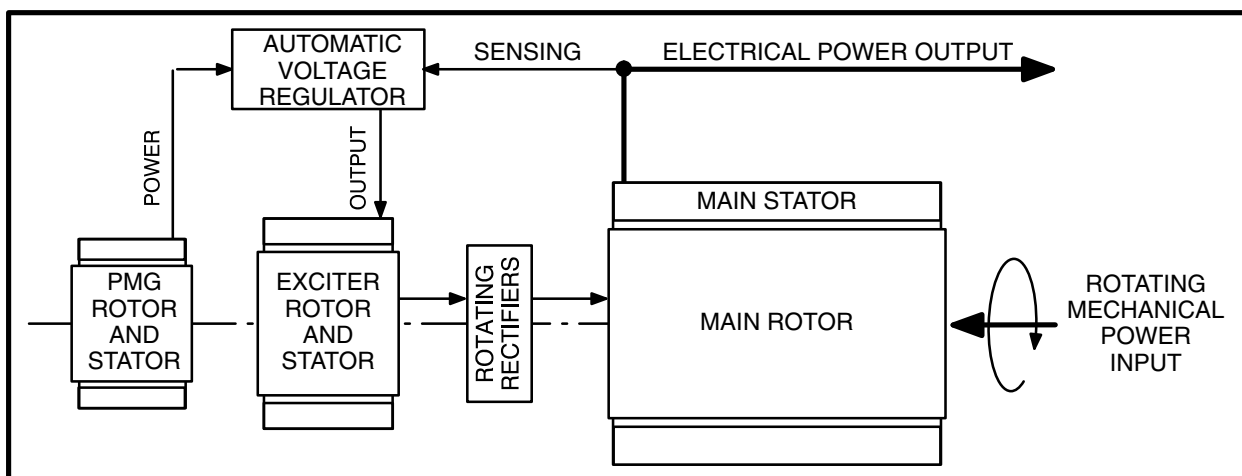 AUTOMATIC
VOLTAGE
REGULATOR
SENSING
ELECTRICAL POWER OUTPUT
POWER
OUTPUT
MAIN STATOR
PMG
ROTOR
AND
STATOR
EXCITER
ROTOR
AND
STATOR
ROTATING
RECTIFIERS
MAIN ROTOR
ROTATING
MECHANICAL
POWER
INPUT